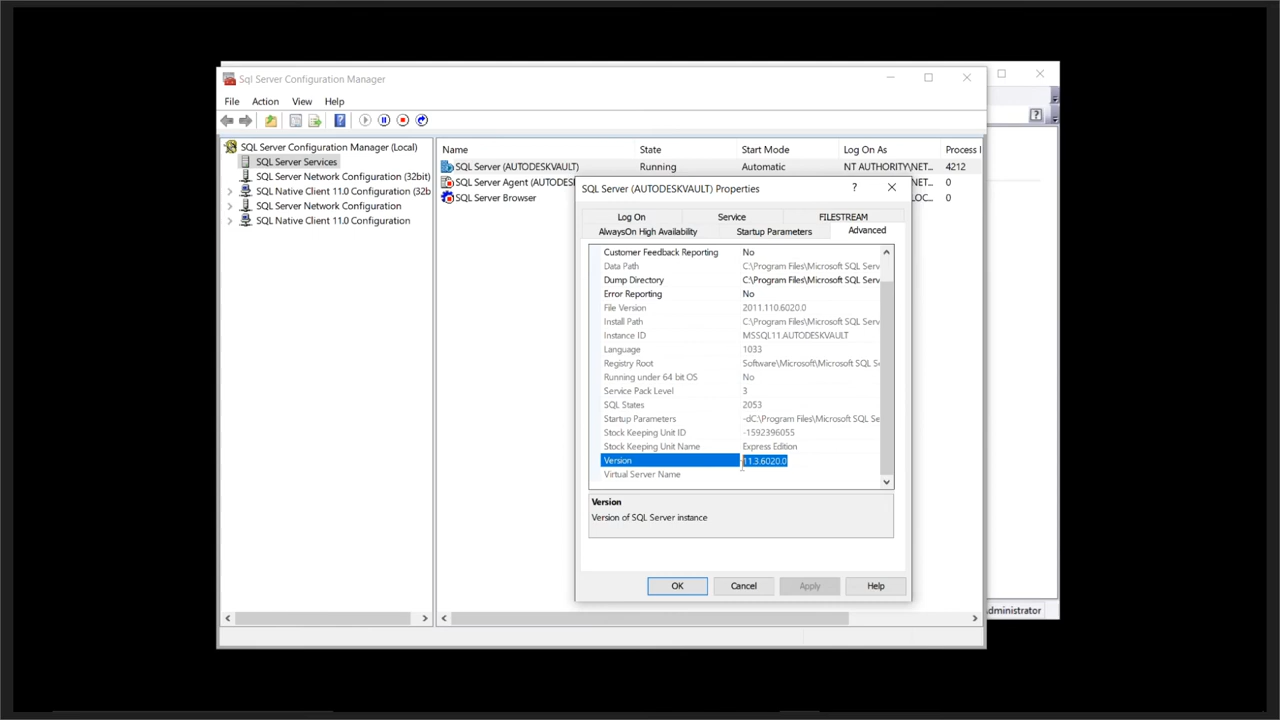 Sql Server Configuration Manager
File Action View Help
SQL Server Configuration Manager (Local)
SQL Server Services
SQL Server Network Configuration (32bit)
SQL Native Client 11.0 Configuration (32b
SQL Server Network Configuration
SQL Native Client 11.0 Configuration
Name State Start Mode Log On As Process I
SQL Server (AUTODESKVAULT) Running Automatic NT AUTHORITY\NET... 4212
SQL Server Agent (AUTODES NET... 0
SQL Server Browser LOC... 0
SQL Server (AUTODESKVAULT) Properties
Log On Service FILESTREAM
AlwaysOn High Availability Startup Parameters Advanced
Customer Feedback Reporting No
Data Path C:\Program Files\Microsoft SQL Serv
Dump Directory C:\Program Files\Microsoft SQL Serv
Error Reporting No
File Version 2011.110.6020.0
Install Path C:\Program Files\Microsoft SQL Serv
Instance ID MSSQL11.AUTODESKVAULT
Language 1033
Registry Root Software\Microsoft\Microsoft SQL Se
Running under 64 bit OS No
Service Pack Level 3
SQL States 2053
Startup Parameters -dC:\Program Files\Microsoft SQL Se
Stock Keeping Unit ID -1592396055
Stock Keeping Unit Name Express Edition
Version 11.3.6020.0
Virtual Server Name
Version
Version of SQL Server instance
OK Cancel Apply Help
dministrator